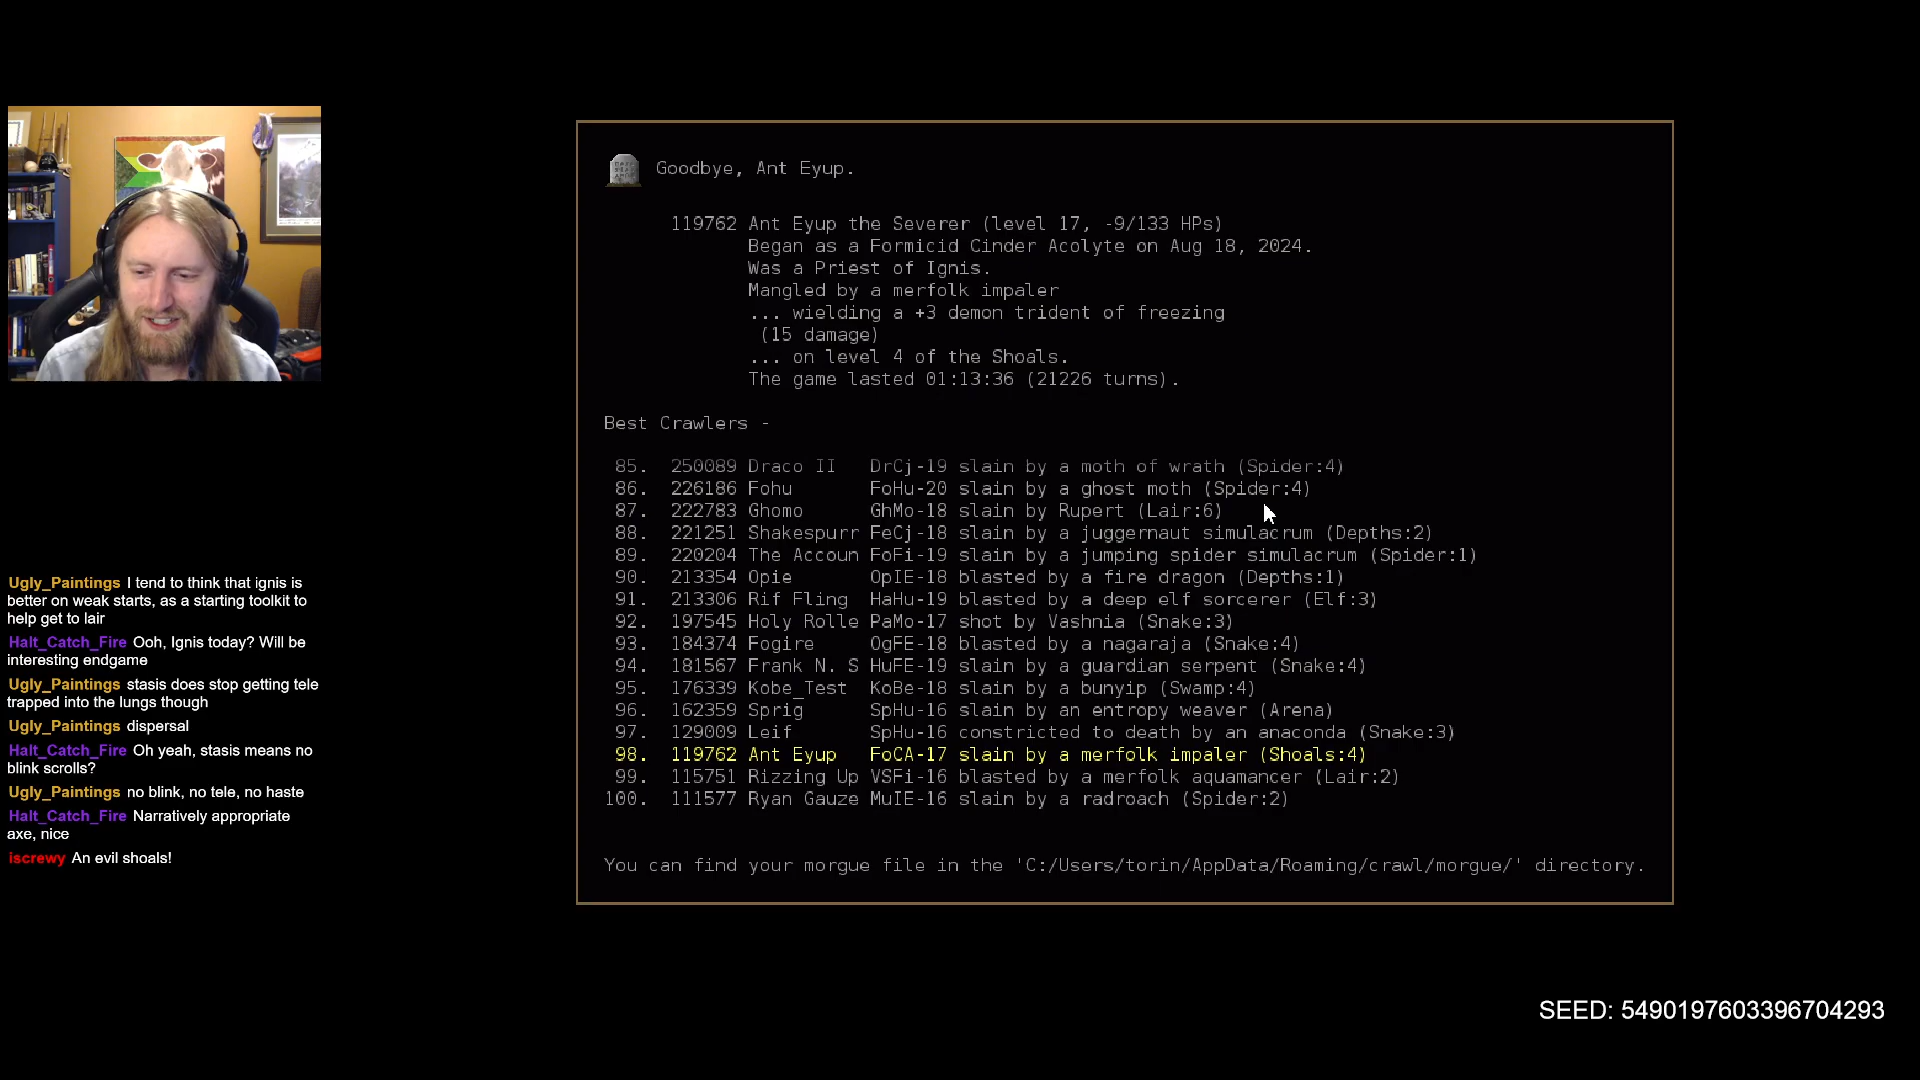 Goodbye, Ant Eyup.
119762 Ant Eyup the Severer (level 17, -9/133 HPs)
Began as a Formicid Cinder Acolyte on Aug 18, 2024.
Was a Priest of Ignis.
Mangled by a merfolk impaler
... wielding a +3 demon trident of freezing
(15 damage)
... on level 4 of the Shoals.
The game lasted 01:13:36 (21226 turns).
Best Crawlers -
85. 250089 Draco II DrCj-19 slain by a moth of wrath (Spider:4)
86. 226186 Fohu FoHu-20 slain by a ghost moth (Spider:4)
87. 222783 Ghomo GhMo-18 slain by Rupert (Lair:6)
88. 221251 Shakespurr FeCj-18 slain by a juggernaut simulacrum (Depths:2)
89. 220204 The Accoun FoFi-19 slain by a jumping spider simulacrum (Spider:1)
90. 213354 Opie OpIE-18 blasted by a fire dragon (Depths:1)
91. 213306 Rif Fling HaHu-19 blasted by a deep elf sorcerer (Elf:3)
92. 197545 Holy Rolle PaMo-17 shot by Vashnia (Snake:3)
93. 184374 Fogire OgFE-18 blasted by a nagaraja (Snake:4)
94. 181567 Frank N. S HuFE-19 slain by a guardian serpent (Snake:4)
95. 176339 Kobe_Test KoBe-18 slain by a bunyip (Swamp:4)
96. 162359 Sprig SpHu-16 slain by an entropy weaver (Arena)
97. 129009 Leif SpHu-16 constricted to death by an anaconda (Snake:3)
98. 119762 Ant Eyup FoCA-17 slain by a merfolk impaler (Shoals:4)
99. 115751 Rizzing Up VSFi-16 blasted by a merfolk aquamancer (Lair:2)
100. 111577 Ryan Gauze MuIE-16 slain by a radroach (Spider:2)
You can find your morgue file in the 'C:/Users/torin/AppData/Roaming/crawl/morgue/' directory.
Ugly_Paintings I tend to think that ignis is
better on weak starts, as a starting toolkit to
help get to lair
Halt_Catch_Fire Ooh, Ignis today? Will be
interesting endgame
Ugly_Paintings stasis does stop getting tele
trapped into the lungs though
Ugly_Paintings dispersal
Halt_Catch_Fire Oh yeah, stasis means no
blink scrolls?
Ugly_Paintings no blink, no tele, no haste
Halt_Catch_Fire Narratively appropriate
axe, nice
iscrewy An evil shoals!
SEED: 5490197603396704293